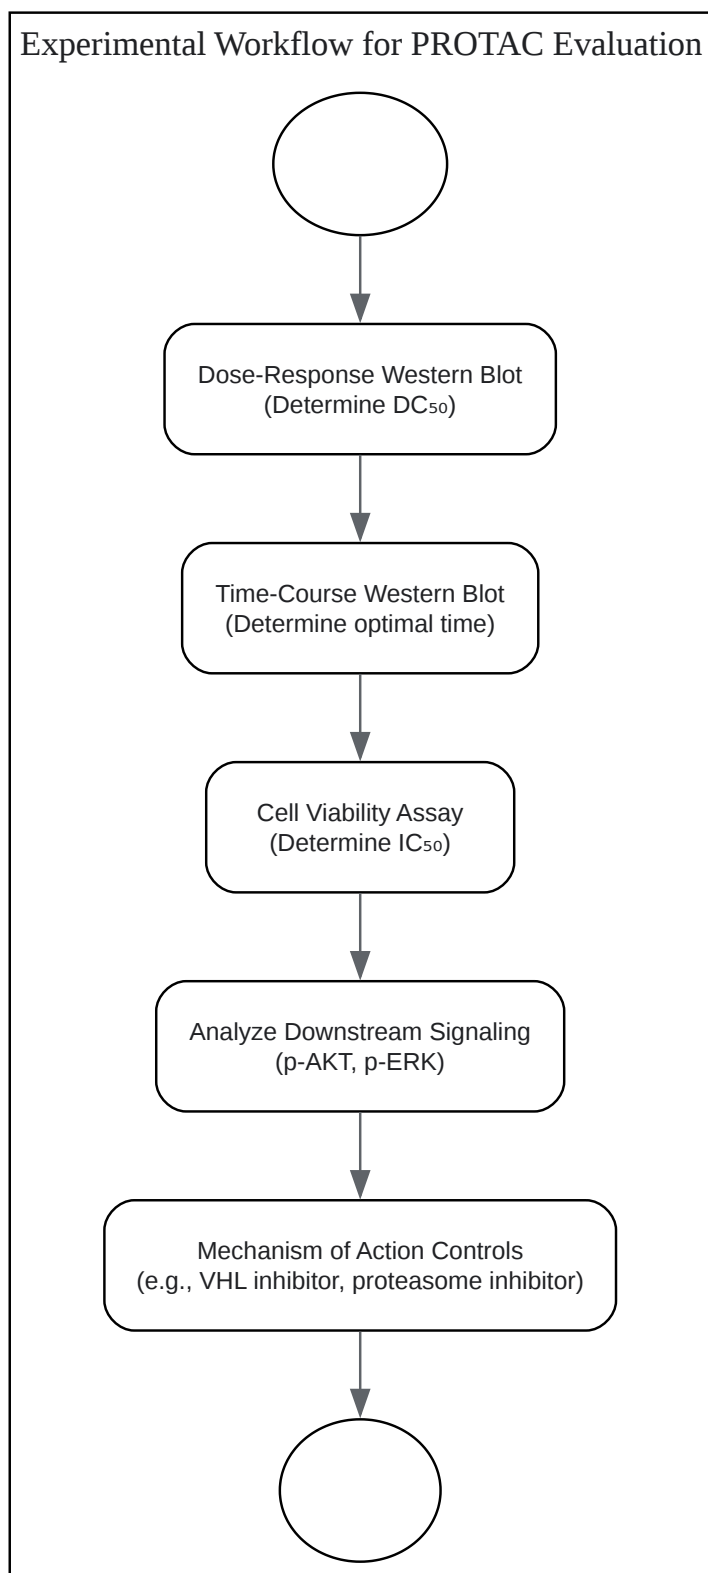 Experimental Workflow for PROTAC Evaluation
Dose-Response Western Blot
(Determine DC₅₀)
Time-Course Western Blot
(Determine optimal time)
Cell Viability Assay
(Determine IC₅₀)
Analyze Downstream Signaling
(p-AKT, p-ERK)
Mechanism of Action Controls
(e.g., VHL inhibitor, proteasome inhibitor)